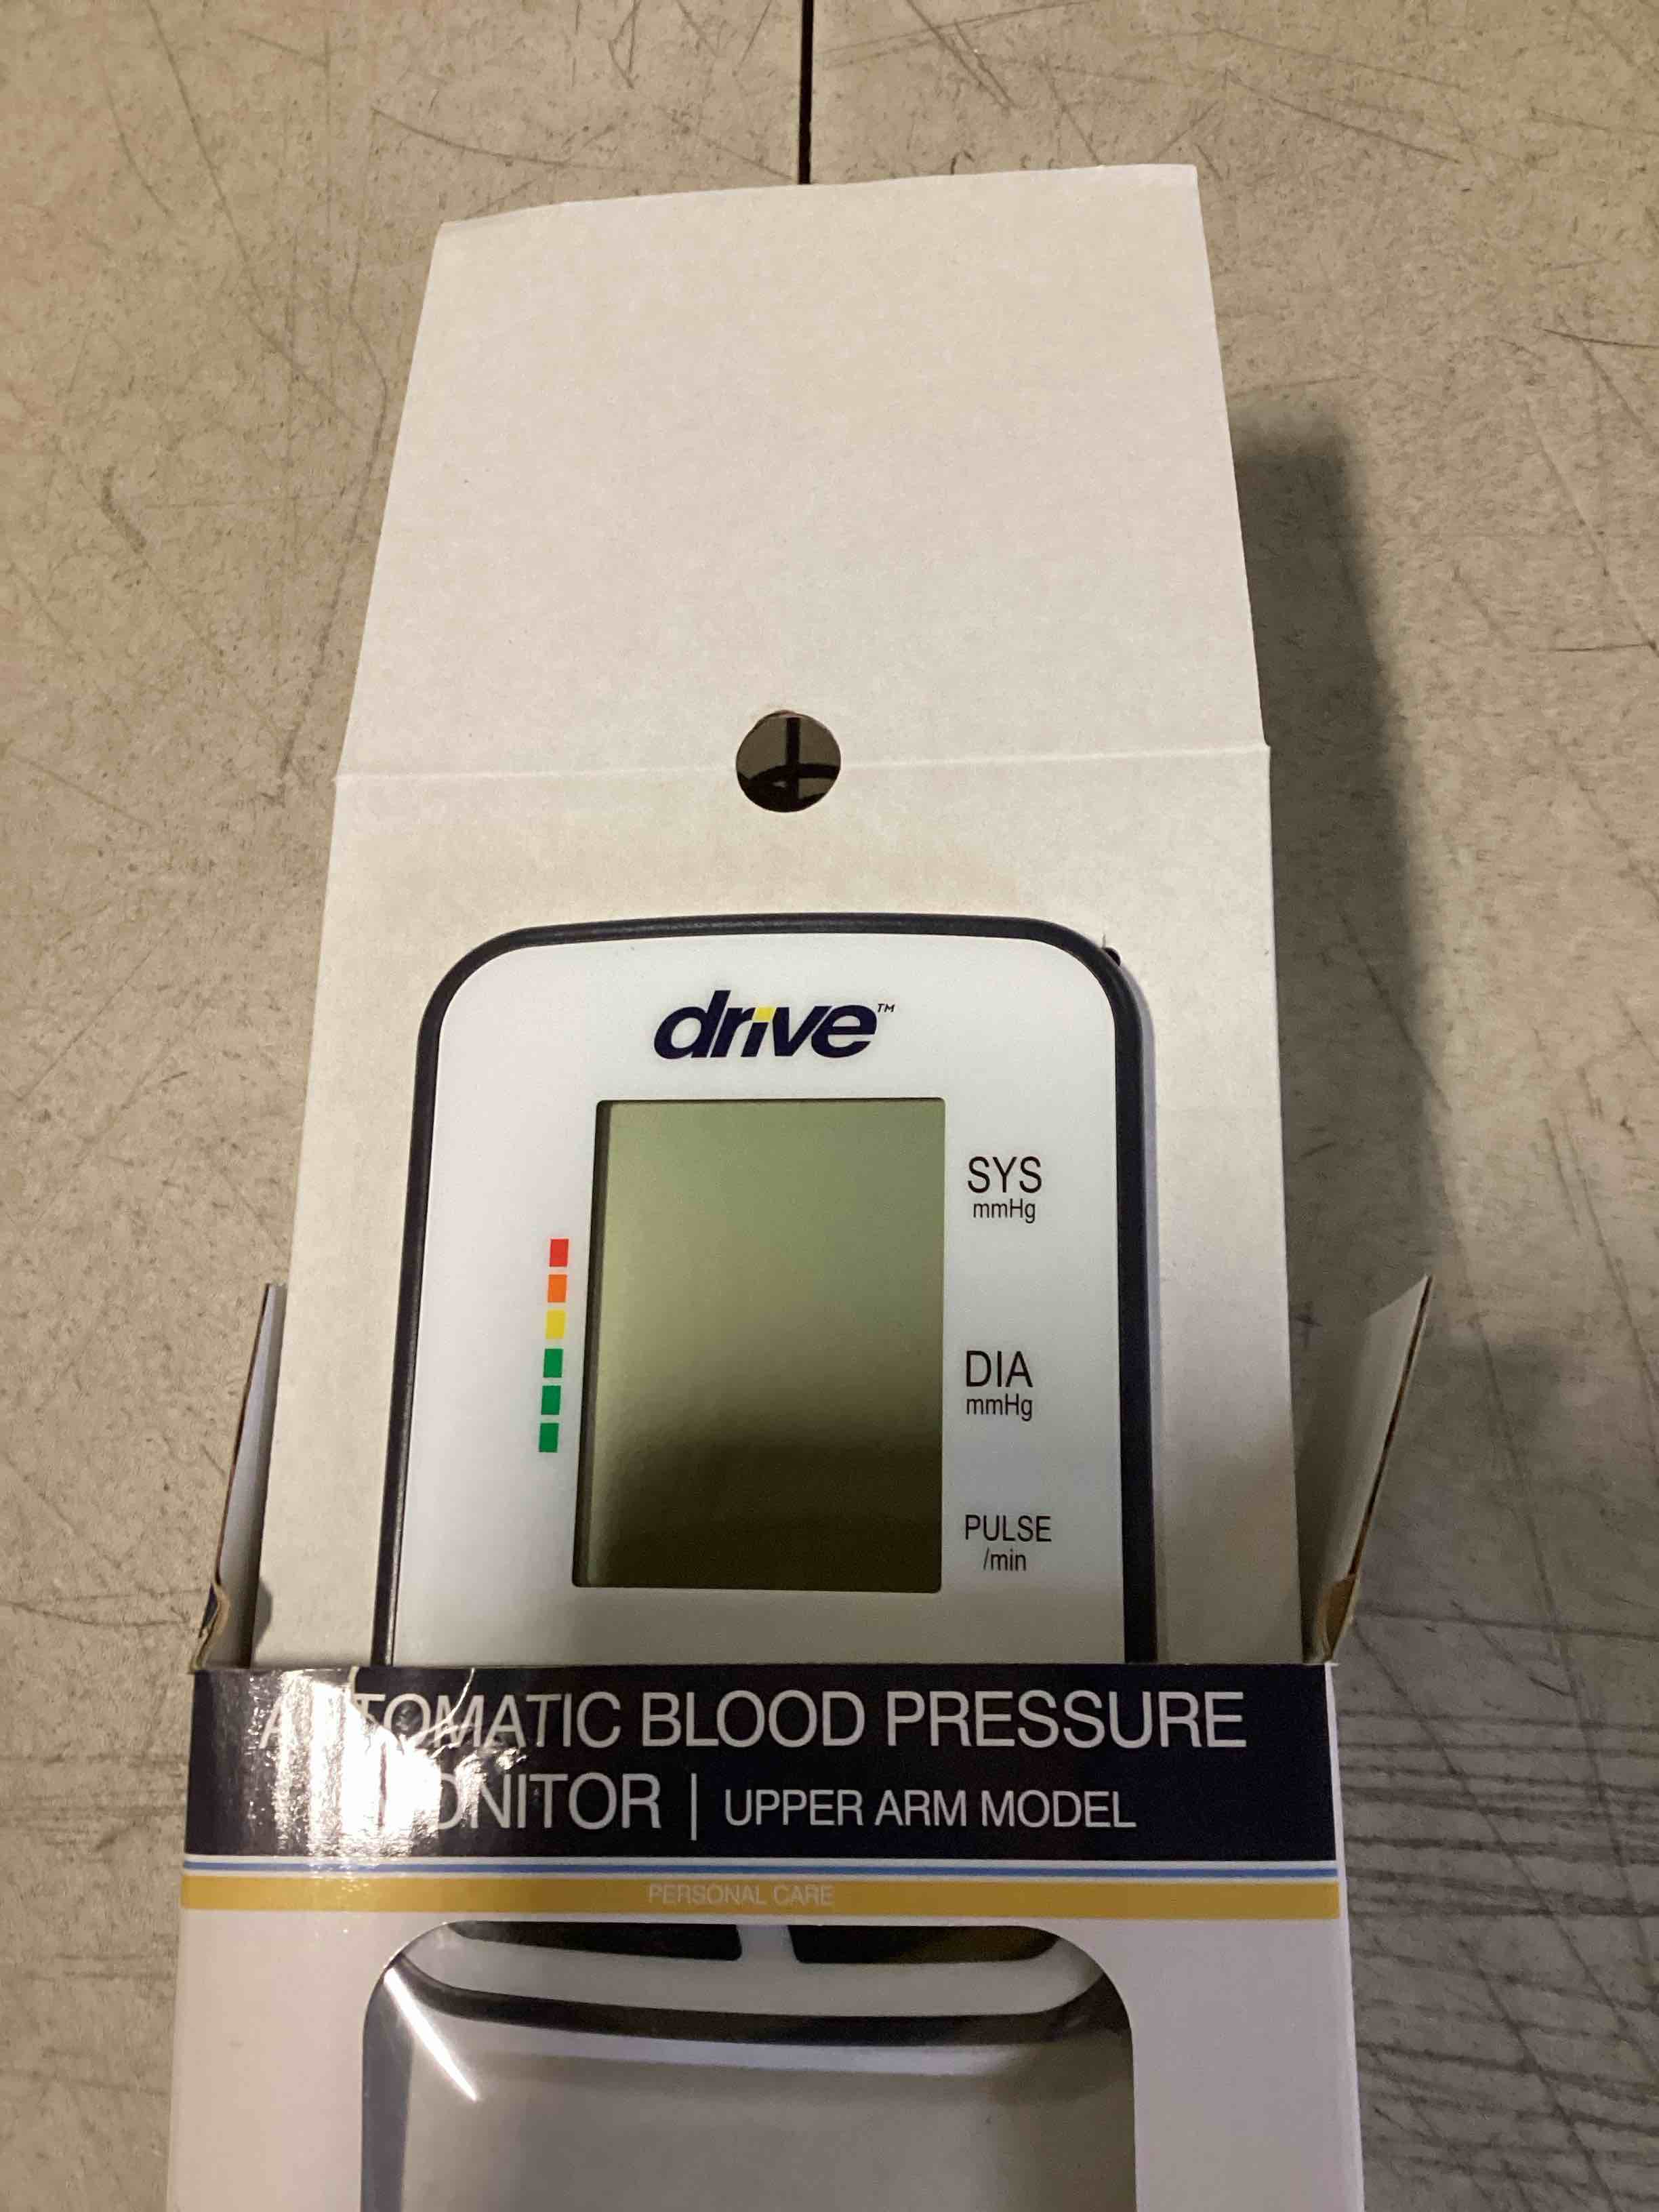 drive™
SYS
mmHg
DIA
mmHg
PULSE
/min
AUTOMATIC BLOOD PRESSURE
MONITOR | UPPER ARM MODEL
PERSONAL CARE